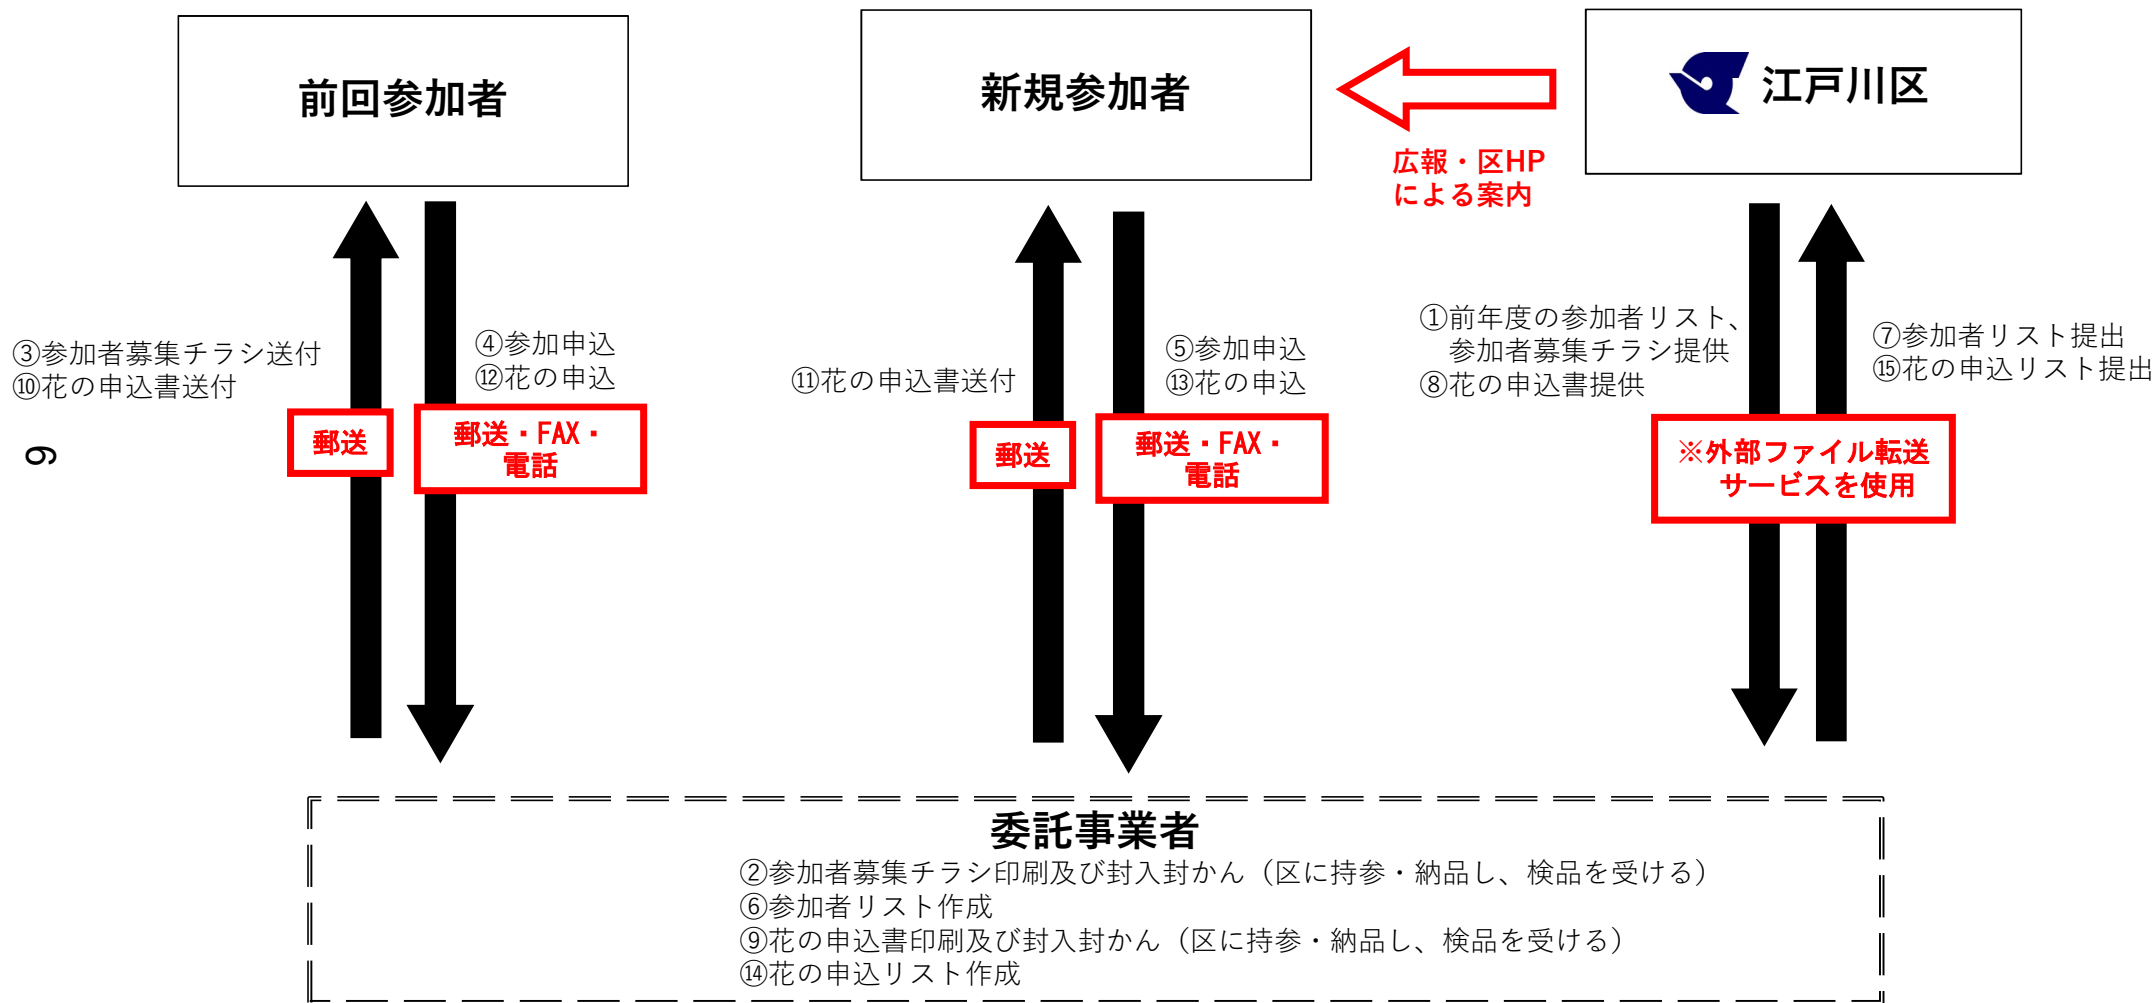 前回参加者
新規参加者
江戸川区
広報・区HP
による案内
③参加者募集チラシ送付
⑩花の申込書送付
④参加申込
⑫花の申込
郵送
郵送・FAX・
電話
⑪花の申込書送付
⑤参加申込
⑬花の申込
郵送
郵送・FAX・
電話
①前年度の参加者リスト、
参加者募集チラシ提供
⑧花の申込書提供
⑦参加者リスト提出
⑮花の申込リスト提出
※外部ファイル転送
サービスを使用
6
委託事業者
②参加者募集チラシ印刷及び封入封かん（区に持参・納品し、検品を受ける）
⑥参加者リスト作成
⑨花の申込書印刷及び封入封かん（区に持参・納品し、検品を受ける）
⑭花の申込リスト作成